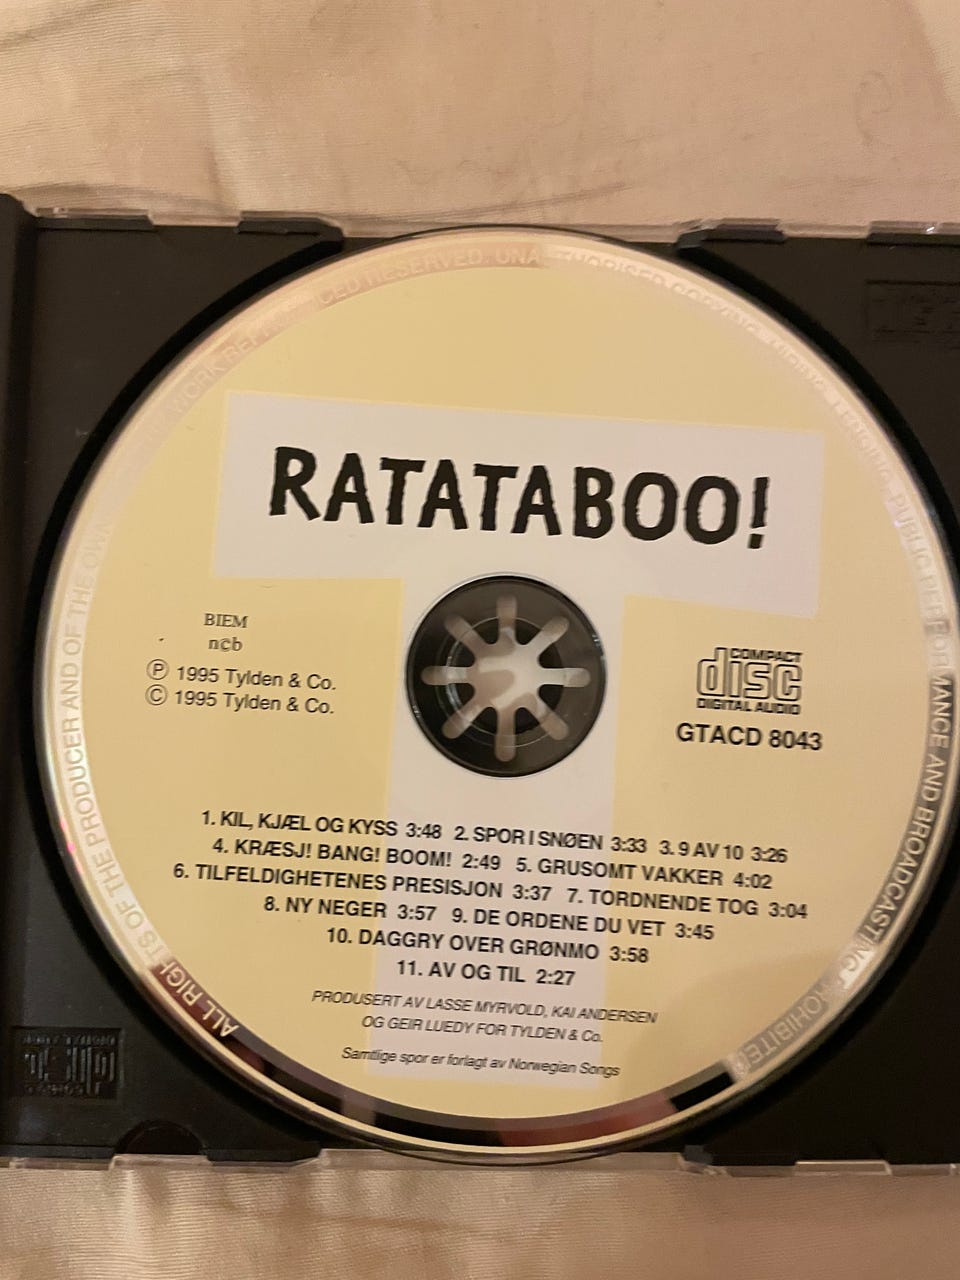 RATATABOO!
BIEM
ncb
Ⓟ 1995 Tylden & Co.
© 1995 Tylden & Co.
COMPACT
disc
DIGITAL AUDIO
GTACD 8043
1. KIL, KJÆL OG KYSS 3:48 2. SPOR I SNØEN 3:33 3. 9 AV 10 3:26
4. KRÆSJ! BANG! BOOM! 2:49 5. GRUSOMT VAKKER 4:02
6. TILFELDIGHETENES PRESISJON 3:37 7. TORDNENDE TOG 3:04
8. NY NEGER 3:57 9. DE ORDENE DU VET 3:45
10. DAGGRY OVER GRØNMO 3:58
11. AV OG TIL 2:27
PRODUSERT AV LASSE MYRVOLD, KAI ANDERSEN
OG GEIR LUEDY FOR TYLDEN & Co.
Samtlige spor er forlagt av Norwegian Songs
ALL RIGHTS OF THE PRODUCER AND OF THE OWNER WORK REPRODUCED RESERVED. UNAUTHORISED COPYING, HIRING, LENDING, PUBLIC PERFORMANCE AND BROADCASTING PROHIBITED